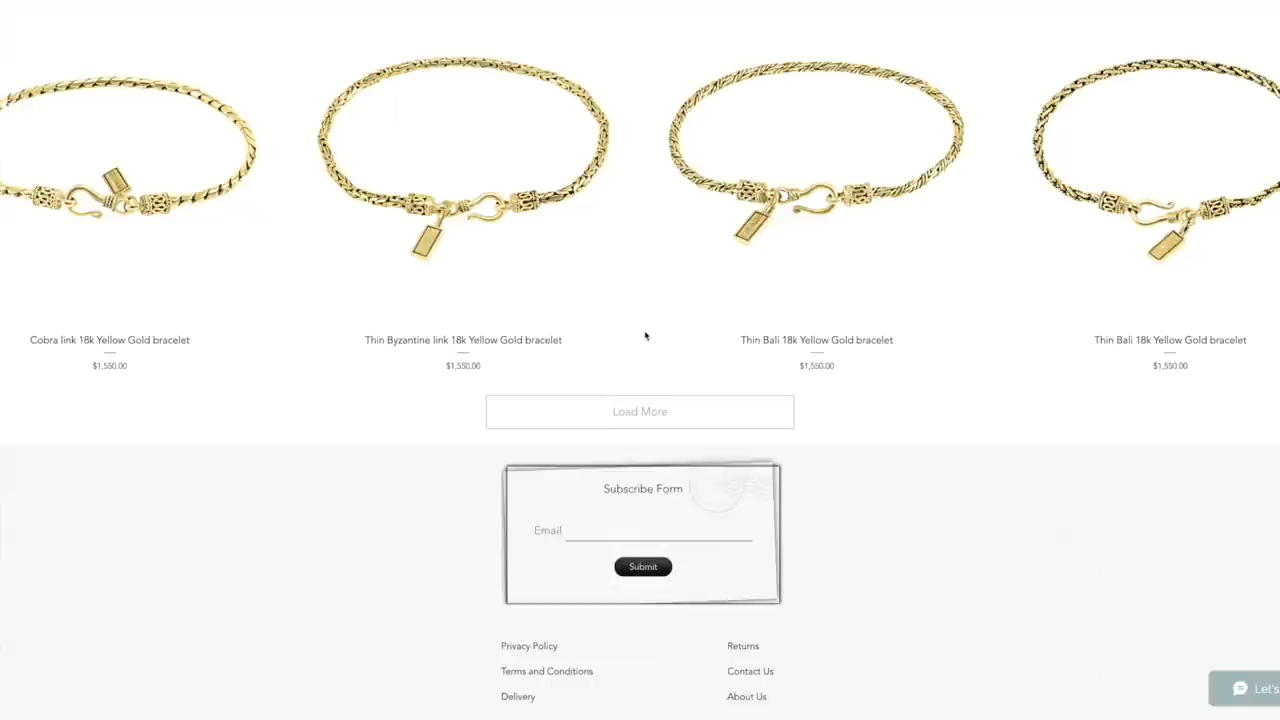 Cobra link 18k Yellow Gold bracelet
$1,550.00
Thin Byzantine link 18k Yellow Gold bracelet
$1,550.00
Thin Bali 18k Yellow Gold bracelet
$1,550.00
Thin Bali 18k Yellow Gold bracelet
$1,550.00
Load More
Subscribe Form
Email
Submit
Privacy Policy
Returns
Terms and Conditions
Contact Us
Delivery
About Us
Let's